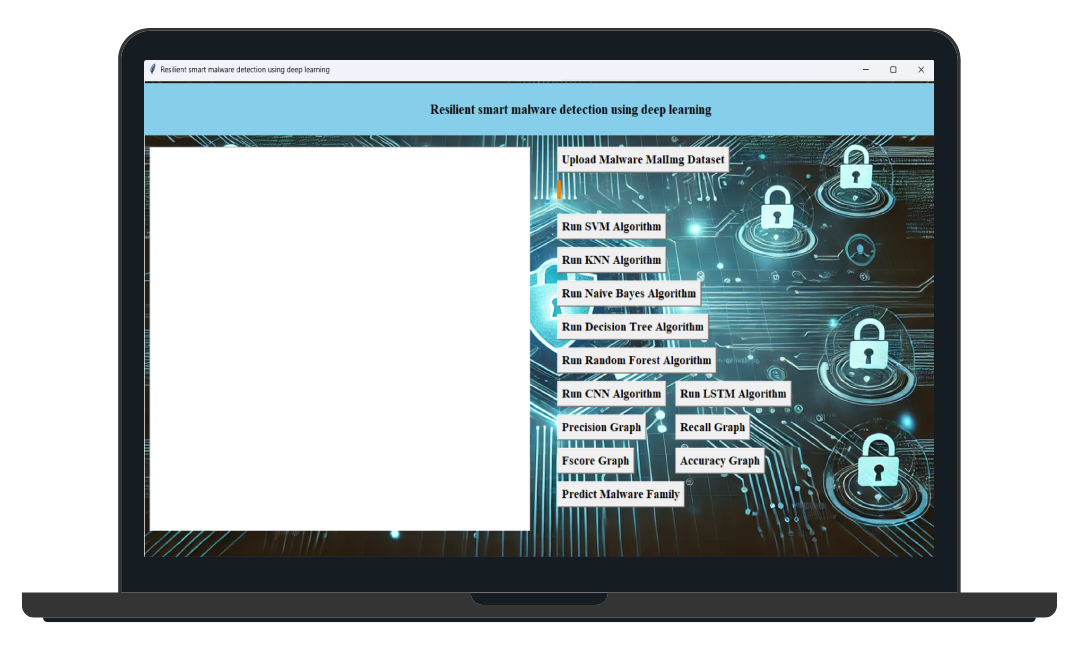 Resilient smart malware detection using deep learning
Resilient smart malware detection using deep learning
Upload Malware MalImg Dataset
Run SVM Algorithm
Run KNN Algorithm
Run Naive Bayes Algorithm
Run Decision Tree Algorithm
Run Random Forest Algorithm
Run CNN Algorithm Run LSTM Algorithm
Precision Graph Recall Graph
Fscore Graph Accuracy Graph
Predict Malware Family